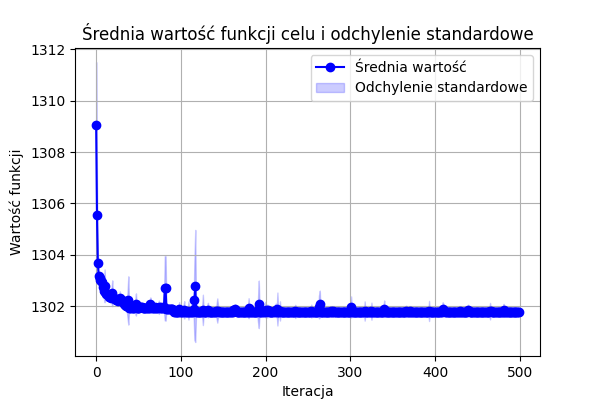 Średnia wartość funkcji celu i odchylenie standardowe
1312
1310
1308
1306
1304
1302
Wartość funkcji
Średnia wartość
Odchylenie standardowe
0 100 200 300 400 500
Iteracja